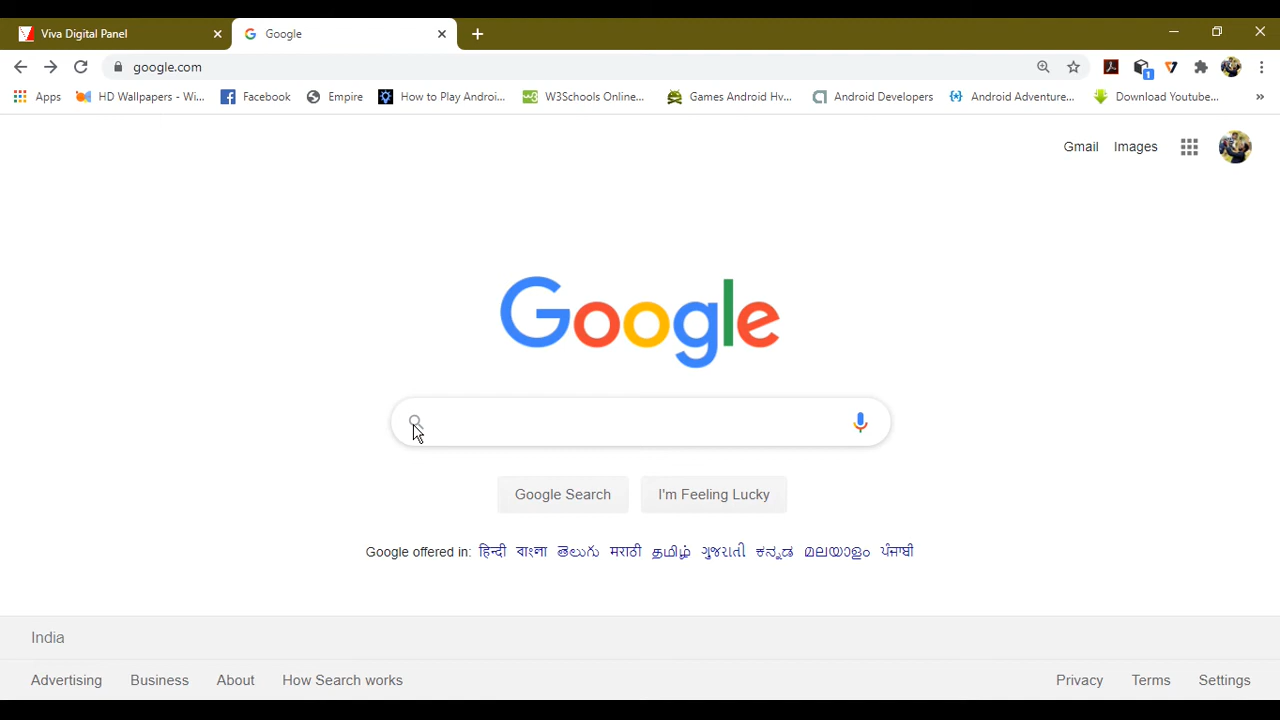 Viva Digital Panel Google
google.com
1
Apps HD Wallpapers - Wi... Facebook Empire How to Play Androi... W3Schools Online... Games Android Hv... Android Developers Android Adventure... Download Youtube... »
Gmail Images
Google
Google Search I'm Feeling Lucky
Google offered in: हिन्दी বাংলা తెలుగు मराठी தமிழ் ગુજરાતી ಕನ್ನಡ മലയാളം ਪੰਜਾਬੀ
India
Advertising Business About How Search works Privacy Terms Settings